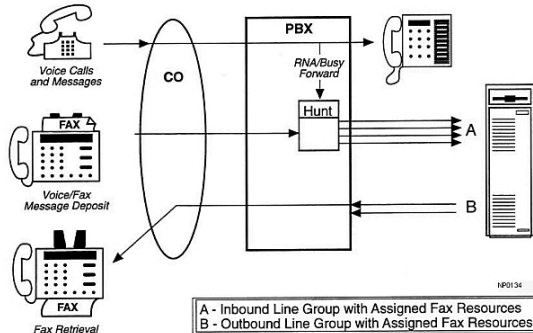 Voice Calls
and Messages
CO
PBX
RNA/Busy
Forward
Hunt
A
FAX
Voice/Fax
Message Deposit
B
FAX
Fax Retrieval
NP0134
A - Inbound Line Group with Assigned Fax Resources
B - Outbound Line Group with Assigned Fax Resources